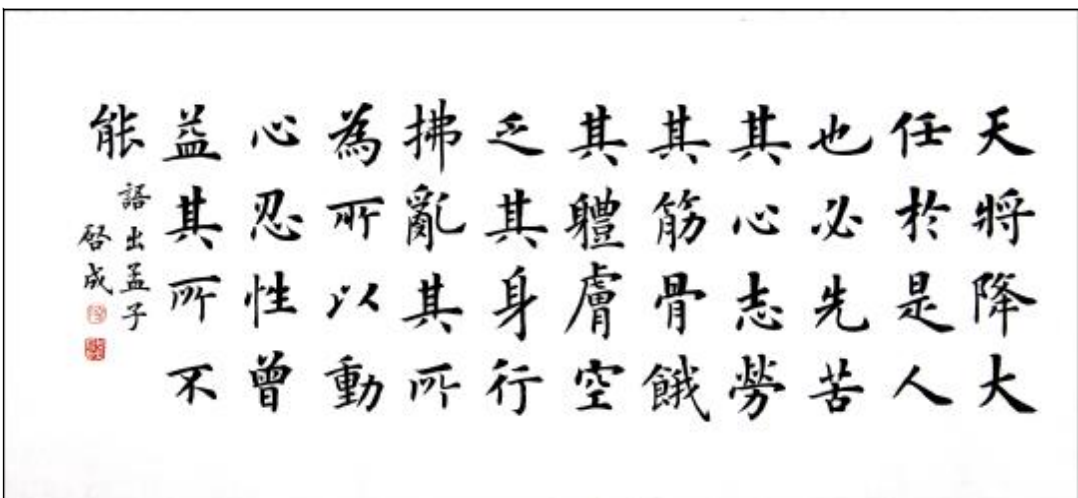 天將降大
任於是人
也必先苦
其心志勞
其筋骨餓
其軆膚空
乏其身行
拂亂其所
為所以動
心忍性曾
益其所不
能
語出孟子
啓成